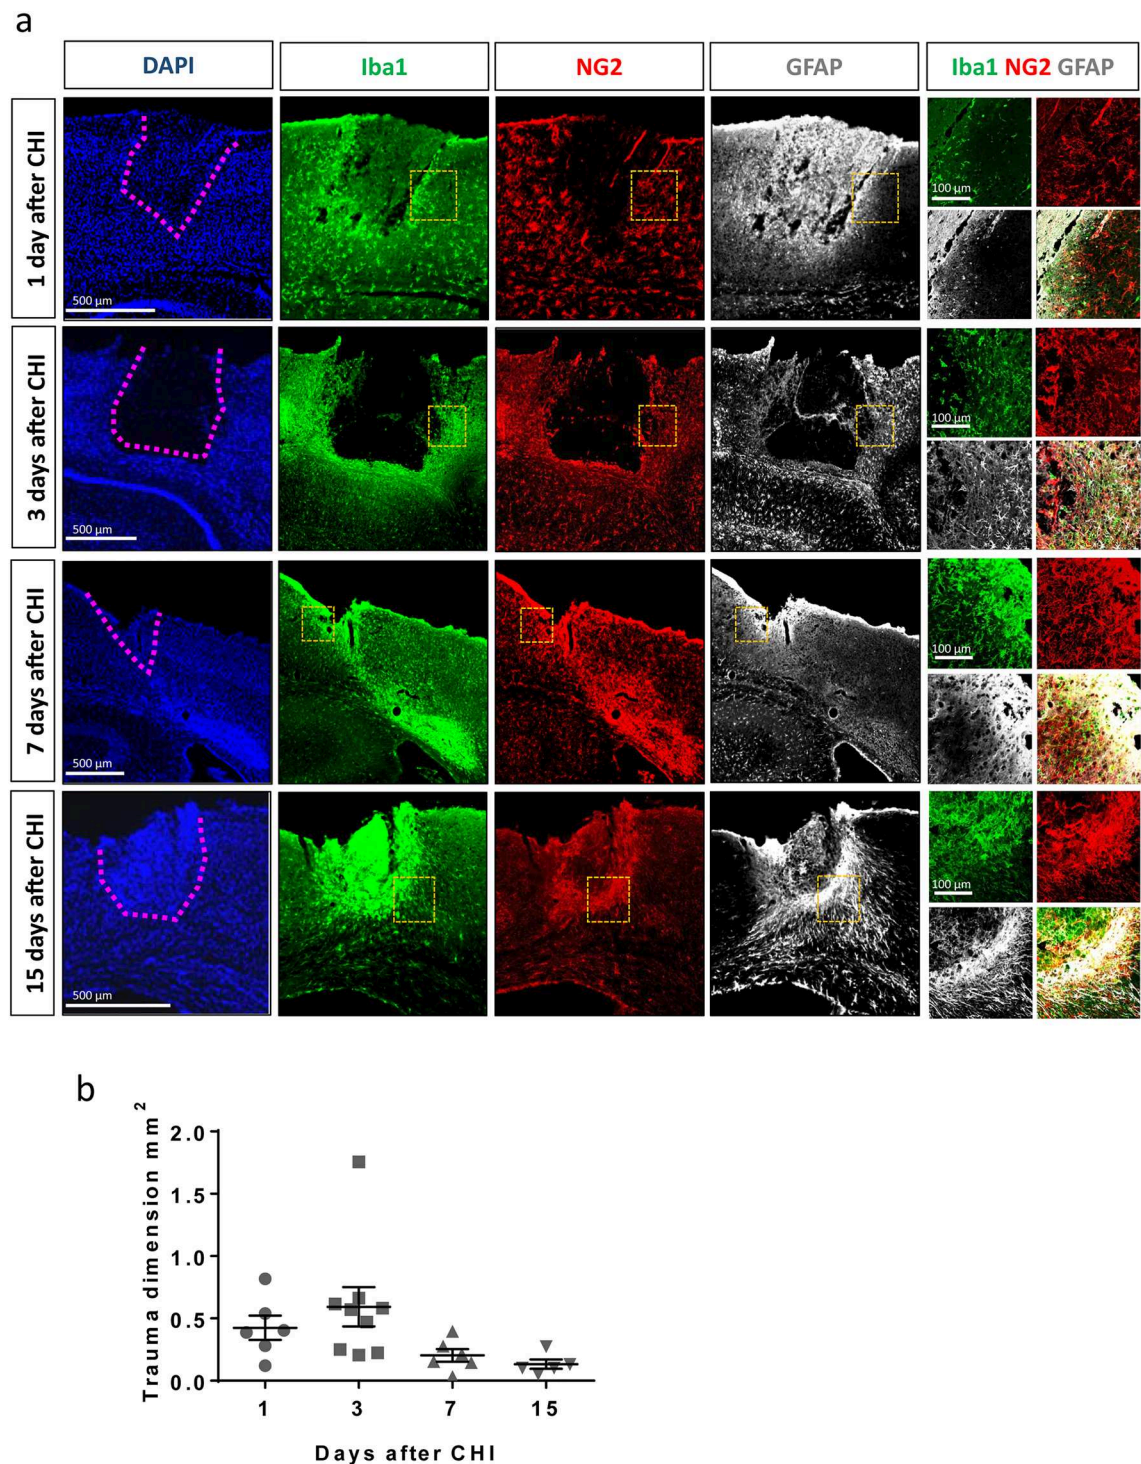 a
DAPI
Iba1
NG2
GFAP
Iba1 NG2 GFAP
1 day after CHI
500 µm
100 µm
3 days after CHI
500 µm
100 µm
7 days after CHI
500 µm
100 µm
15 days after CHI
500 µm
100 µm
b
Trauma dimension mm2
2.0
1.5
1.0
0.5
0.0
1 3 7 15
Days after CHI